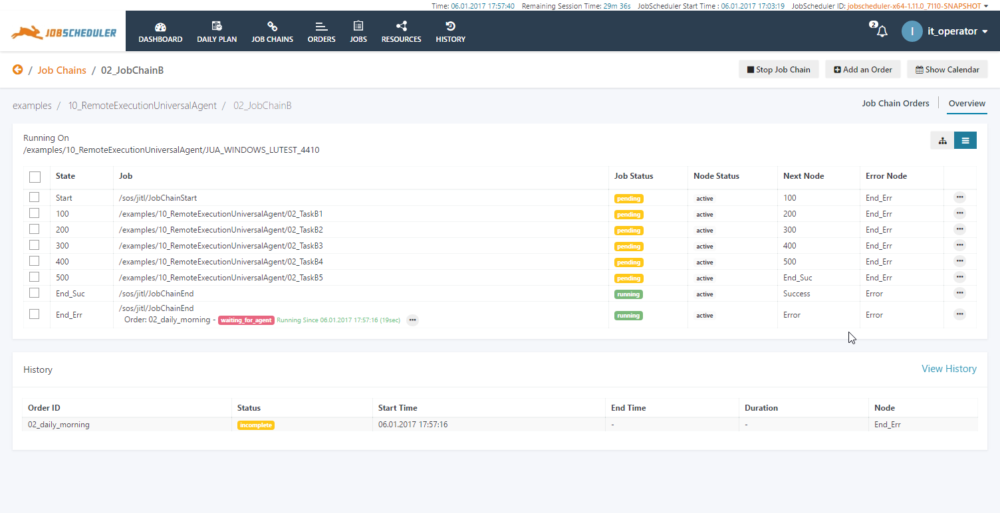 Time: 06.01.2017 17:57:40 Remaining Session Time: 29m 36s JobScheduler Start Time : 06.01.2017 17:03:19 JobScheduler ID: jobscheduler-x64-1.11.0_7110-SNAPSHOT
JOBSCHEDULER
DASHBOARD DAILY PLAN JOB CHAINS ORDERS JOBS RESOURCES HISTORY
2 I it_operator
/ Job Chains / 02_JobChainB
Stop Job Chain Add an Order Show Calendar
examples / 10_RemoteExecutionUniversalAgent / 02_JobChainB
Job Chain Orders Overview
Running On
/examples/10_RemoteExecutionUniversalAgent/JUA_WINDOWS_LUTEST_4410
State Job Job Status Node Status Next Node Error Node
Start /sos/jitl/JobChainStart pending active 100 End_Err
100 /examples/10_RemoteExecutionUniversalAgent/02_TaskB1 pending active 200 End_Err
200 /examples/10_RemoteExecutionUniversalAgent/02_TaskB2 pending active 300 End_Err
300 /examples/10_RemoteExecutionUniversalAgent/02_TaskB3 pending active 400 End_Err
400 /examples/10_RemoteExecutionUniversalAgent/02_TaskB4 pending active 500 End_Err
500 /examples/10_RemoteExecutionUniversalAgent/02_TaskB5 pending active End_Suc End_Err
End_Suc /sos/jitl/JobChainEnd running active Success Error
End_Err /sos/jitl/JobChainEnd running active Error Error
Order: 02_daily_morning - waiting_for_agent Running Since 06.01.2017 17:57:16 (19sec)
History View History
Order ID Status Start Time End Time Duration Node
02_daily_morning incomplete 06.01.2017 17:57:16 - - End_Err